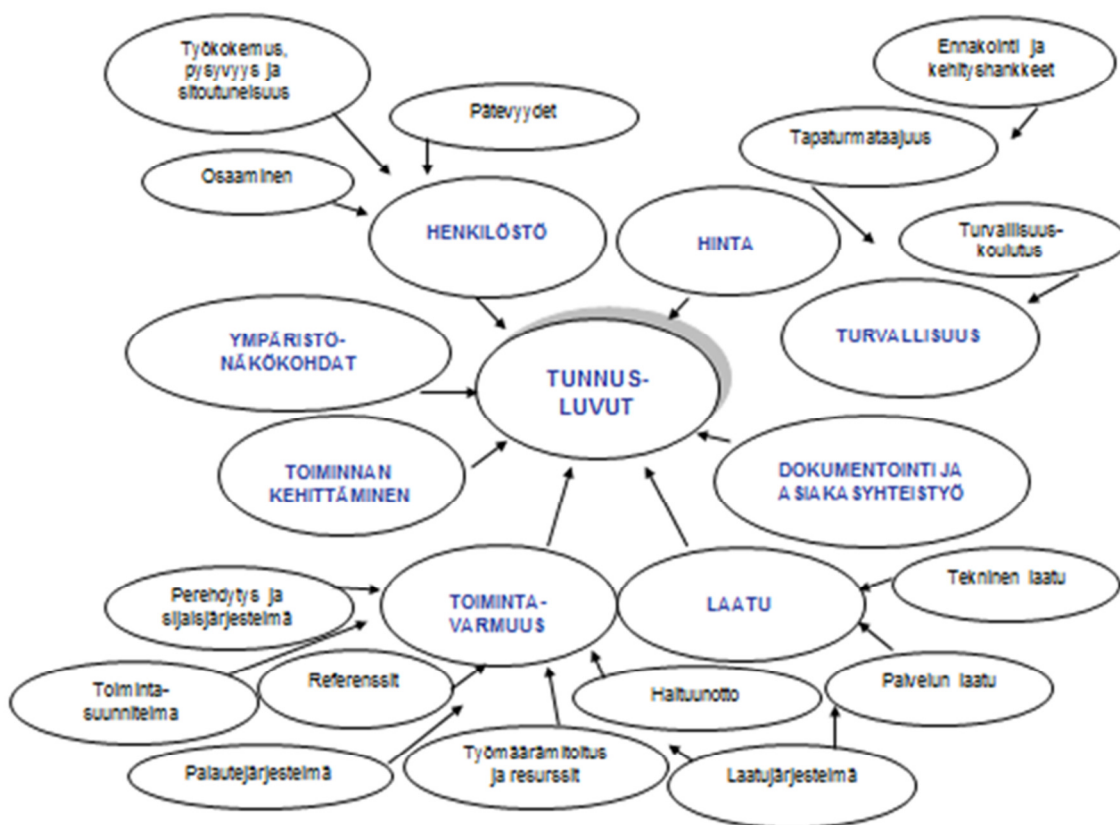 Työkokemus,
pysyvyys ja
sitoutuneisuus
Ennakointi ja
kehityshankkeet
Pätevyydet
Tapaturmataajuus
Osaaminen
HENKILÖSTÖ
HINTA
Turvallisuus-
koulutus
YMPÄRISTÖ-
NÄKÖKOHDAT
TURVALLISUUS
TUNNUS-
LUVUT
TOIMINNAN
KEHITTÄMINEN
DOKUMENTOINTI JA
ASIAKASYHTEISTYÖ
Perehdytys ja
sijaisjärjestelmä
TOIMINTA-
VARMUUS
LAATU
Tekninen laatu
Toiminta-
suunnitelma
Referenssit
Haltuunotto
Palvelun laatu
Palautejärjestelmä
Työmäärämitoitus
ja resurssit
Laatujärjestelmä